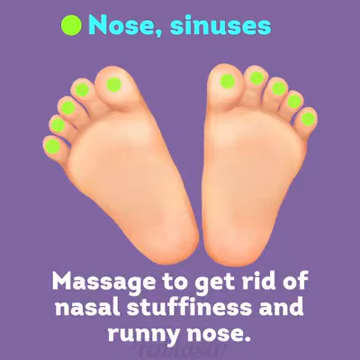 Nose, sinuses
Massage to get rid of
nasal stuffiness and
runny nose.